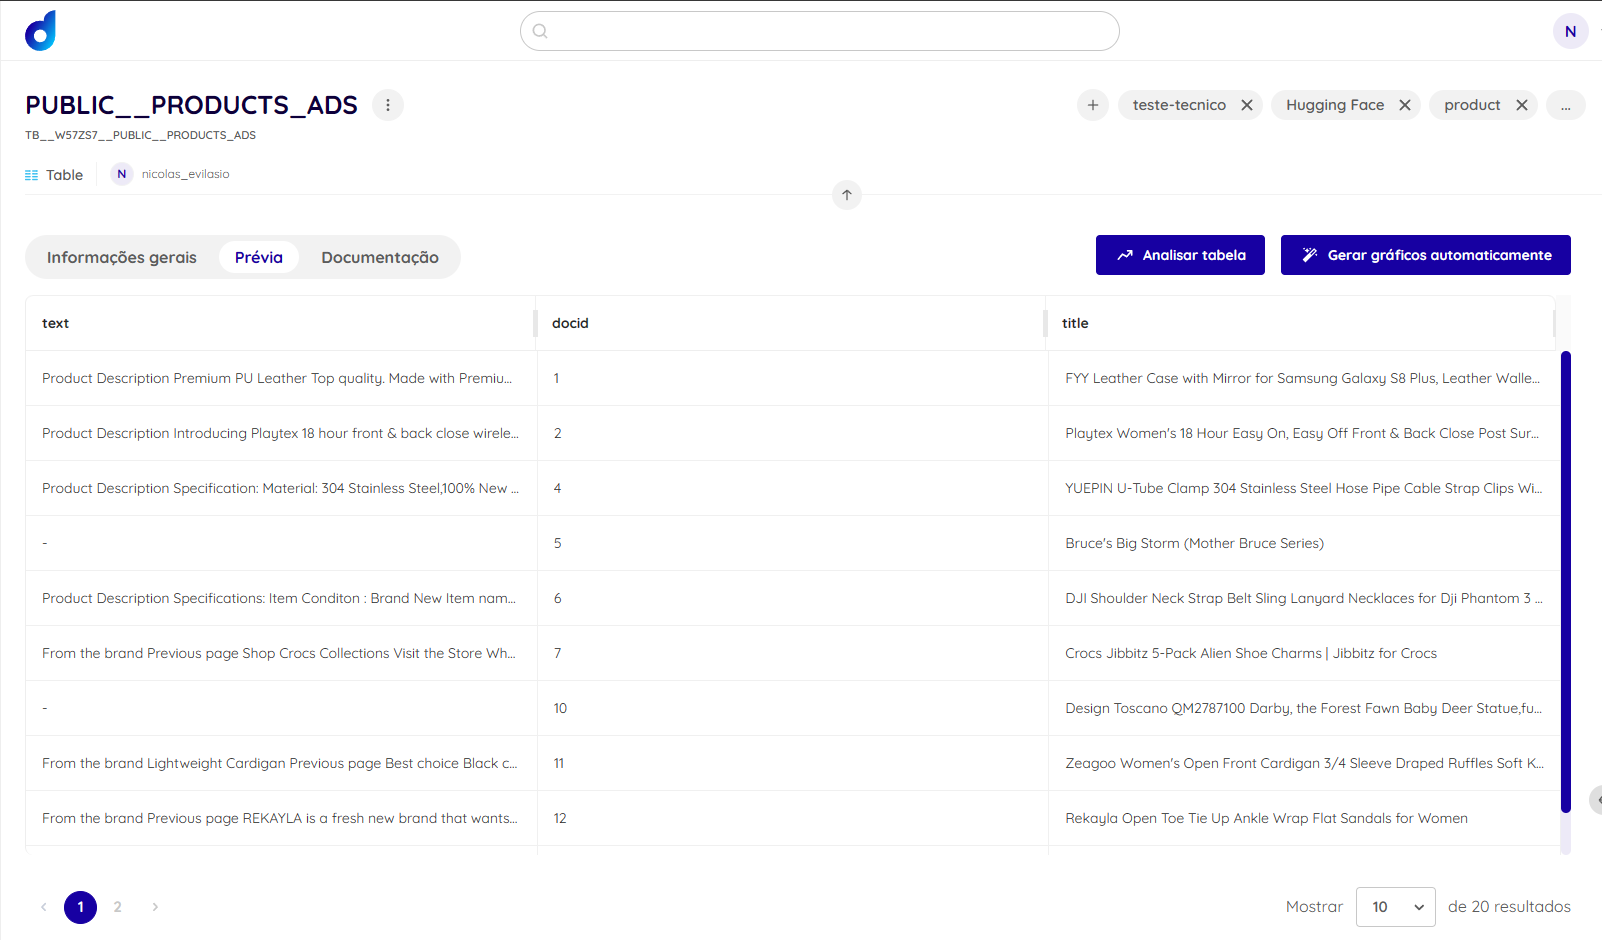 N
PUBLIC__PRODUCTS_ADS
+ teste-tecnico × Hugging Face × product × ...
TB__W57ZS7__PUBLIC__PRODUCTS_ADS
Table N nicolas_evilasio
Informações gerais Prévia Documentação
Analisar tabela Gerar gráficos automaticamente
text docid title
Product Description Premium PU Leather Top quality. Made with Premiu... 1 FYY Leather Case with Mirror for Samsung Galaxy S8 Plus, Leather Walle...
Product Description Introducing Playtex 18 hour front & back close wirele... 2 Playtex Women's 18 Hour Easy On, Easy Off Front & Back Close Post Sur...
Product Description Specification: Material: 304 Stainless Steel,100% New ... 4 YUEPIN U-Tube Clamp 304 Stainless Steel Hose Pipe Cable Strap Clips Wi...
- 5 Bruce's Big Storm (Mother Bruce Series)
Product Description Specifications: Item Conditon : Brand New Item nam... 6 DJI Shoulder Neck Strap Belt Sling Lanyard Necklaces for Dji Phantom 3 ...
From the brand Previous page Shop Crocs Collections Visit the Store Wh... 7 Crocs Jibbitz 5-Pack Alien Shoe Charms | Jibbitz for Crocs
- 10 Design Toscano QM2787100 Darby, the Forest Fawn Baby Deer Statue,fu...
From the brand Lightweight Cardigan Previous page Best choice Black c... 11 Zeagoo Women's Open Front Cardigan 3/4 Sleeve Draped Ruffles Soft K...
From the brand Previous page REKAYLA is a fresh new brand that wants... 12 Rekayla Open Toe Tie Up Ankle Wrap Flat Sandals for Women
‹ 1 2 › Mostrar 10 de 20 resultados